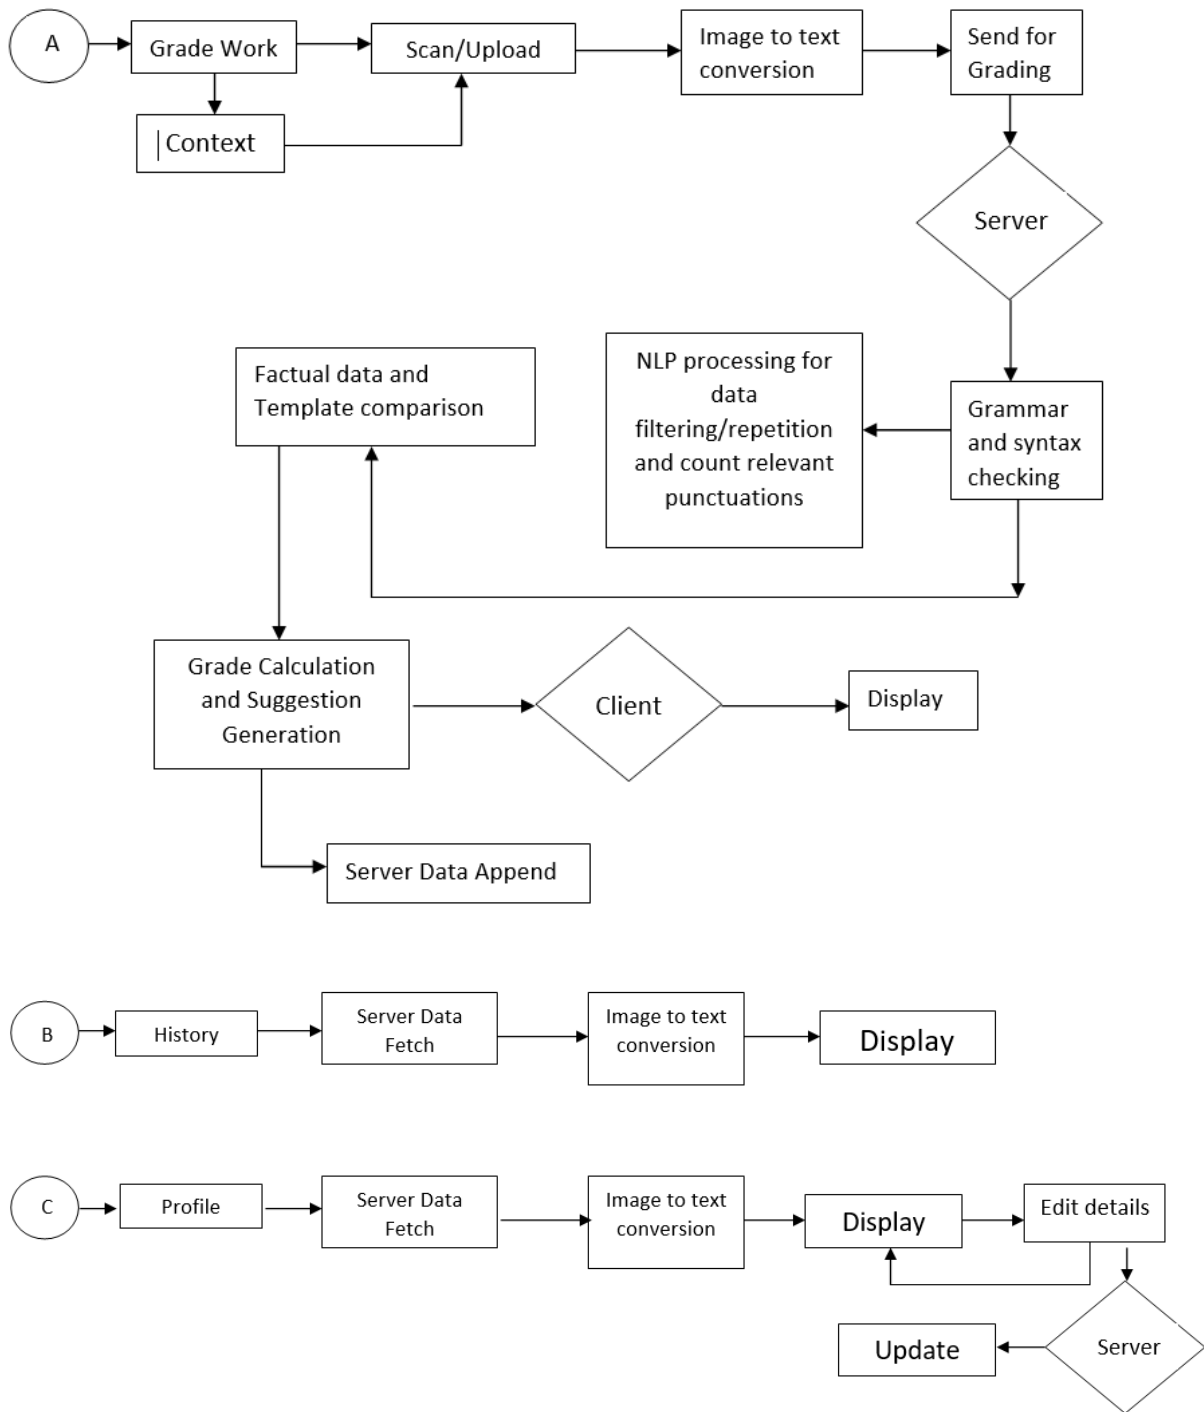 A
Grade Work
Scan/Upload
Image to text
conversion
Send for
Grading
Context
Server
Factual data and
Template comparison
NLP processing for
data
filtering/repetition
and count relevant
punctuations
Grammar
and syntax
checking
Grade Calculation
and Suggestion
Generation
Client
Display
Server Data Append
B
History
Server Data
Fetch
Image to text
conversion
Display
C
Profile
Server Data
Fetch
Image to text
conversion
Display
Edit details
Update
Server